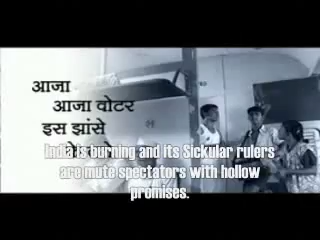 आजा
आजा वोटर
इस झांसे
India is burning and its Sickular rulers
are mute spectators with hollow
promises.